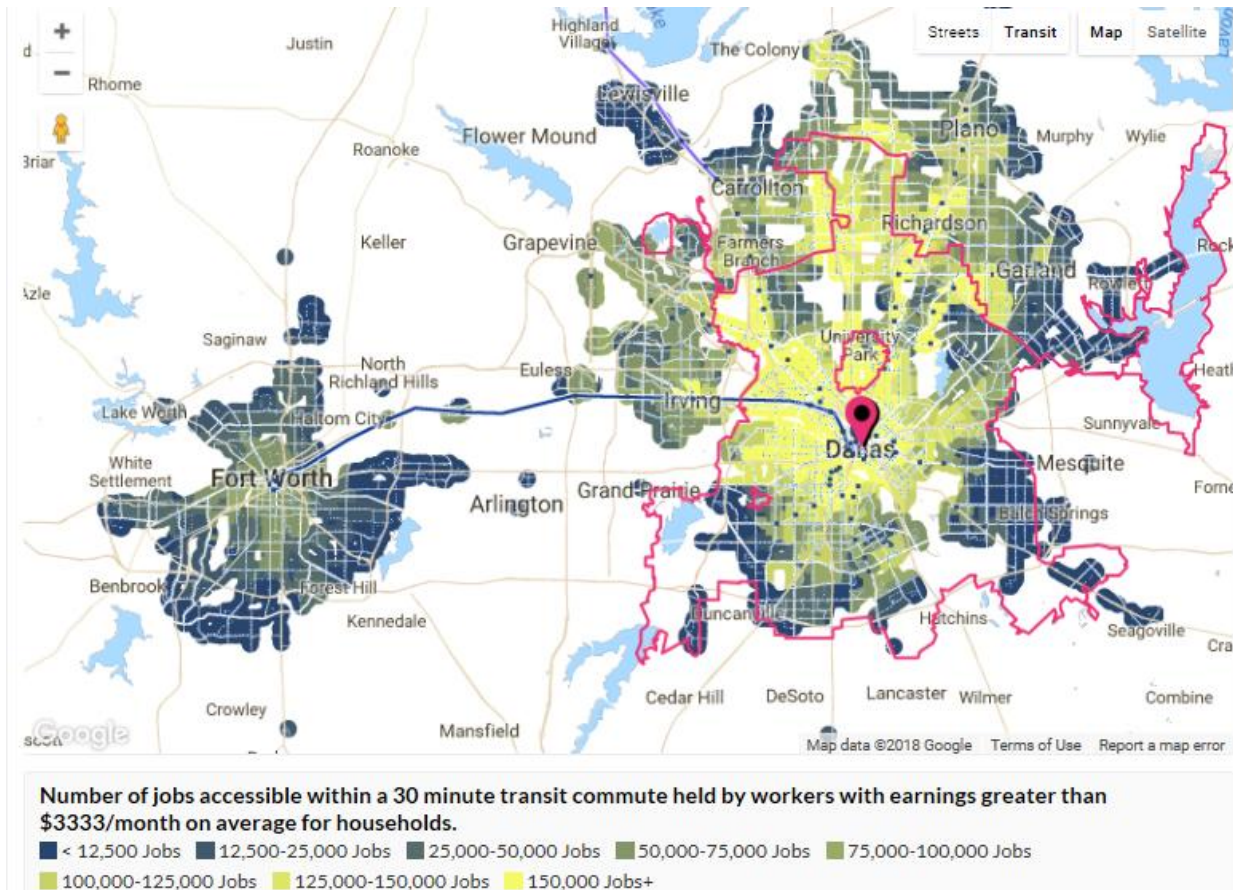 Highland
Village
Justin
The Colony
Streets
Transit
Map
Satellite
Rhome
Lewisville
Flower Mound
Plano
Murphy
Wylie
Roanoke
Carrollton
Richardson
Keller
Grapevine
Farmers
Branch
Garland
Rowlett
Saginaw
University
Park
North
Richland Hills
Euless
Irving
Lake Worth
Haltom City
Sunnyvale
White
Settlement
Fort Worth
Dallas
Mesquite
Arlington
Grand Prairie
Balch Springs
Benbrook
Forest Hill
Kennedale
Duncanville
Hutchins
Seagoville
Cedar Hill
DeSoto
Lancaster
Wilmer
Combine
Crowley
Mansfield
Google
Map data ©2018 Google
Terms of Use
Report a map error
Number of jobs accessible within a 30 minute transit commute held by workers with earnings greater than
$3333/month on average for households.
< 12,500 Jobs 12,500-25,000 Jobs 25,000-50,000 Jobs 50,000-75,000 Jobs 75,000-100,000 Jobs
100,000-125,000 Jobs 125,000-150,000 Jobs 150,000 Jobs+